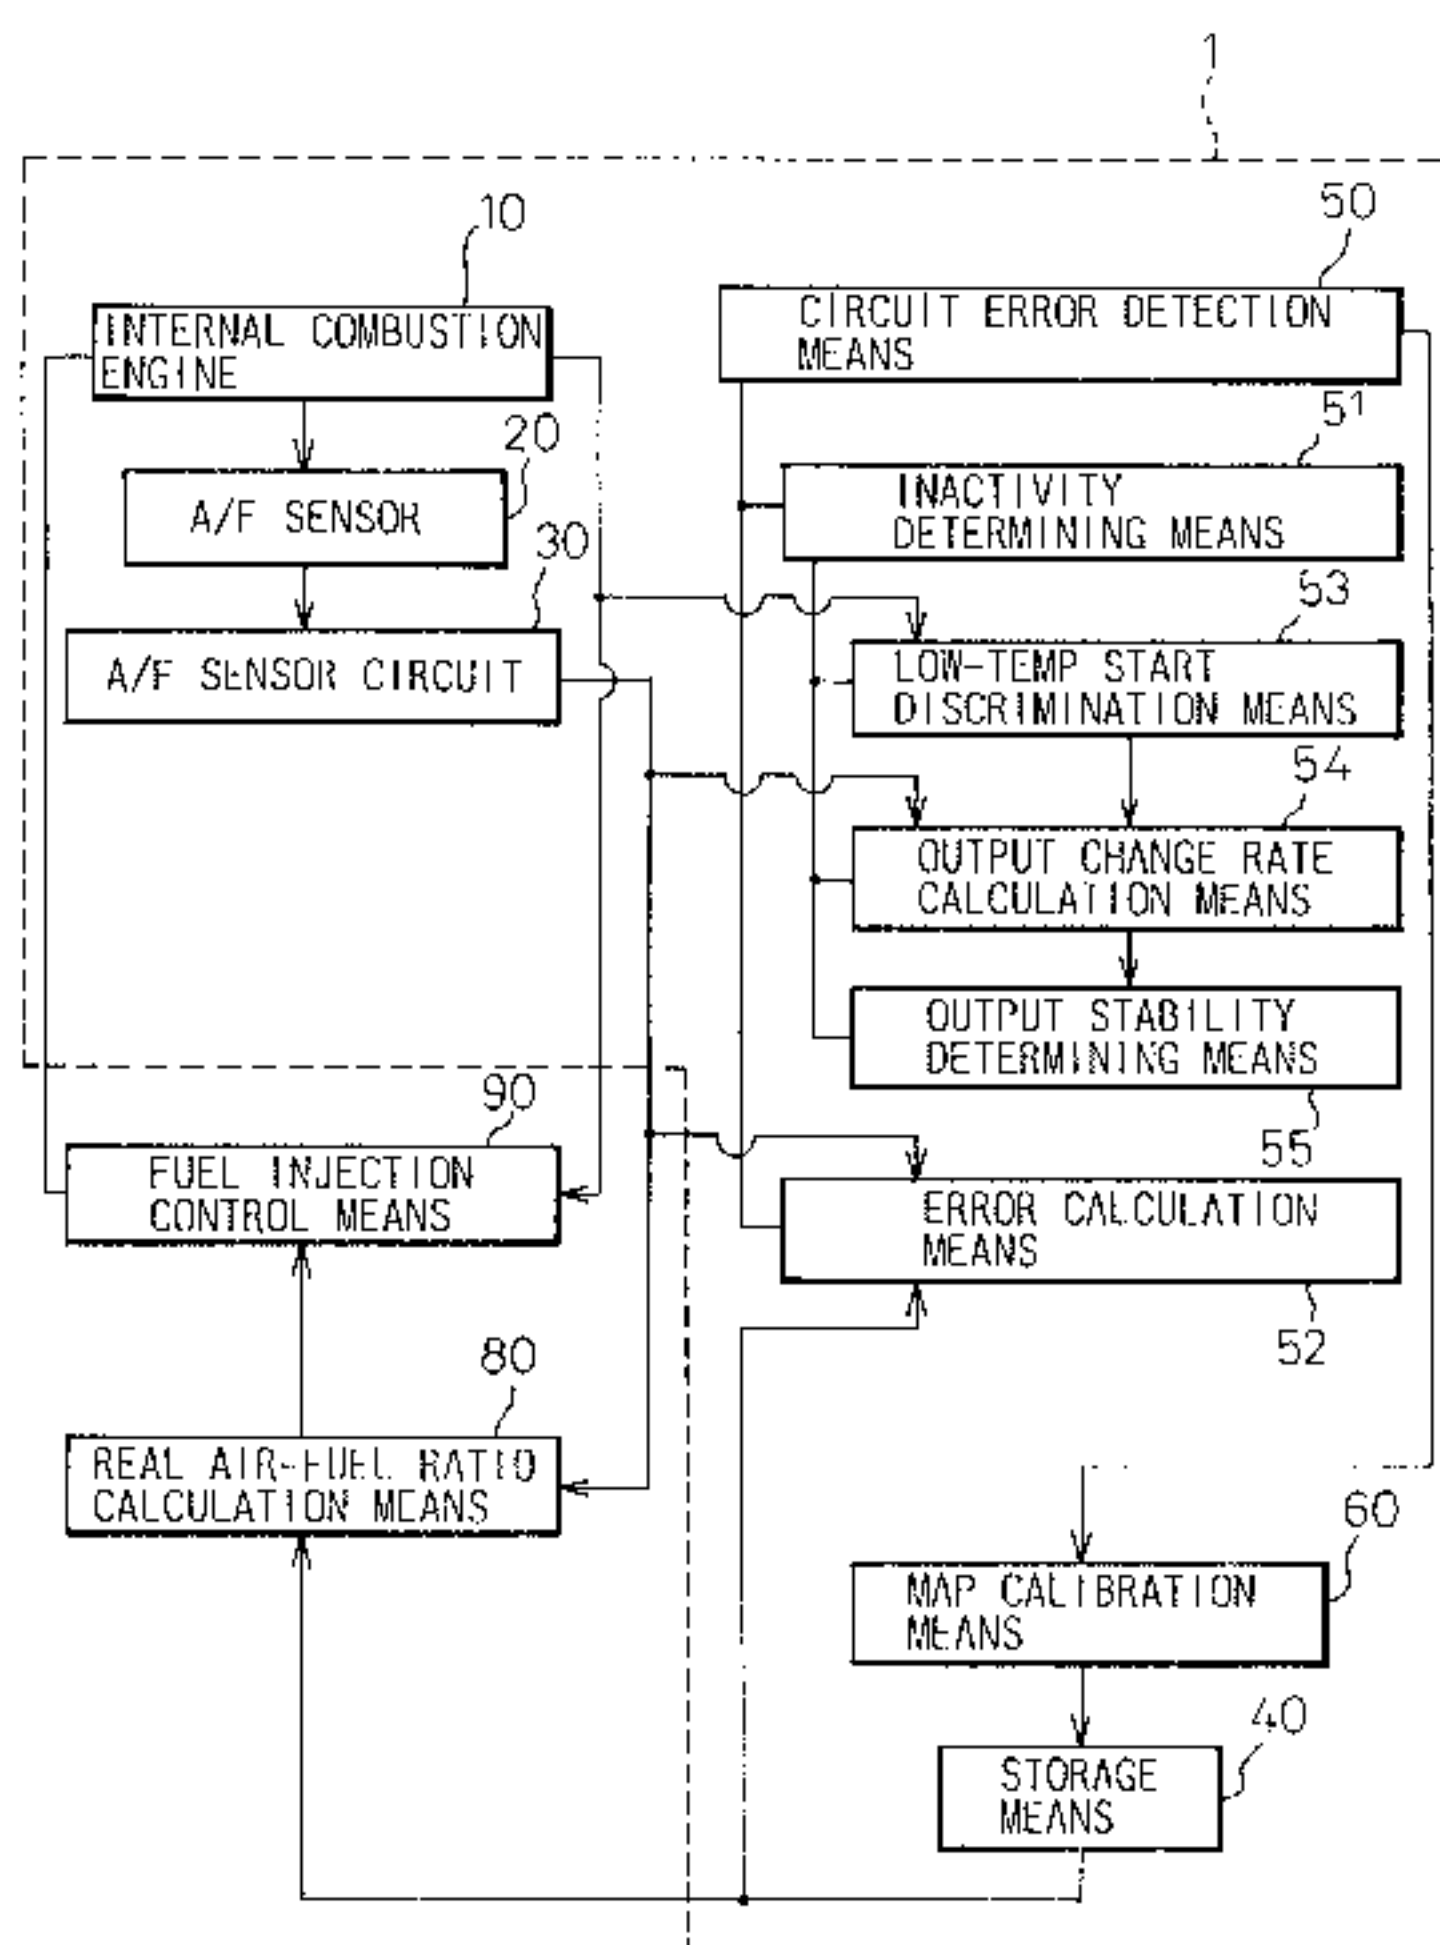 1
10
INTERNAL COMBUSTION
ENGINE
20
A/F SENSOR
30
A/F SENSOR CIRCUIT
50
CIRCUIT ERROR DETECTION
MEANS
51
INACTIVITY
DETERMINING MEANS
53
LOW-TEMP START
DISCRIMINATION MEANS
54
OUTPUT CHANGE RATE
CALCULATION MEANS
OUTPUT STABILITY
DETERMINING MEANS
55
90
FUEL INJECTION
CONTROL MEANS
ERROR CALCULATION
MEANS
52
80
REAL AIR-FUEL RATIO
CALCULATION MEANS
60
MAP CALIBRATION
MEANS
40
STORAGE
MEANS